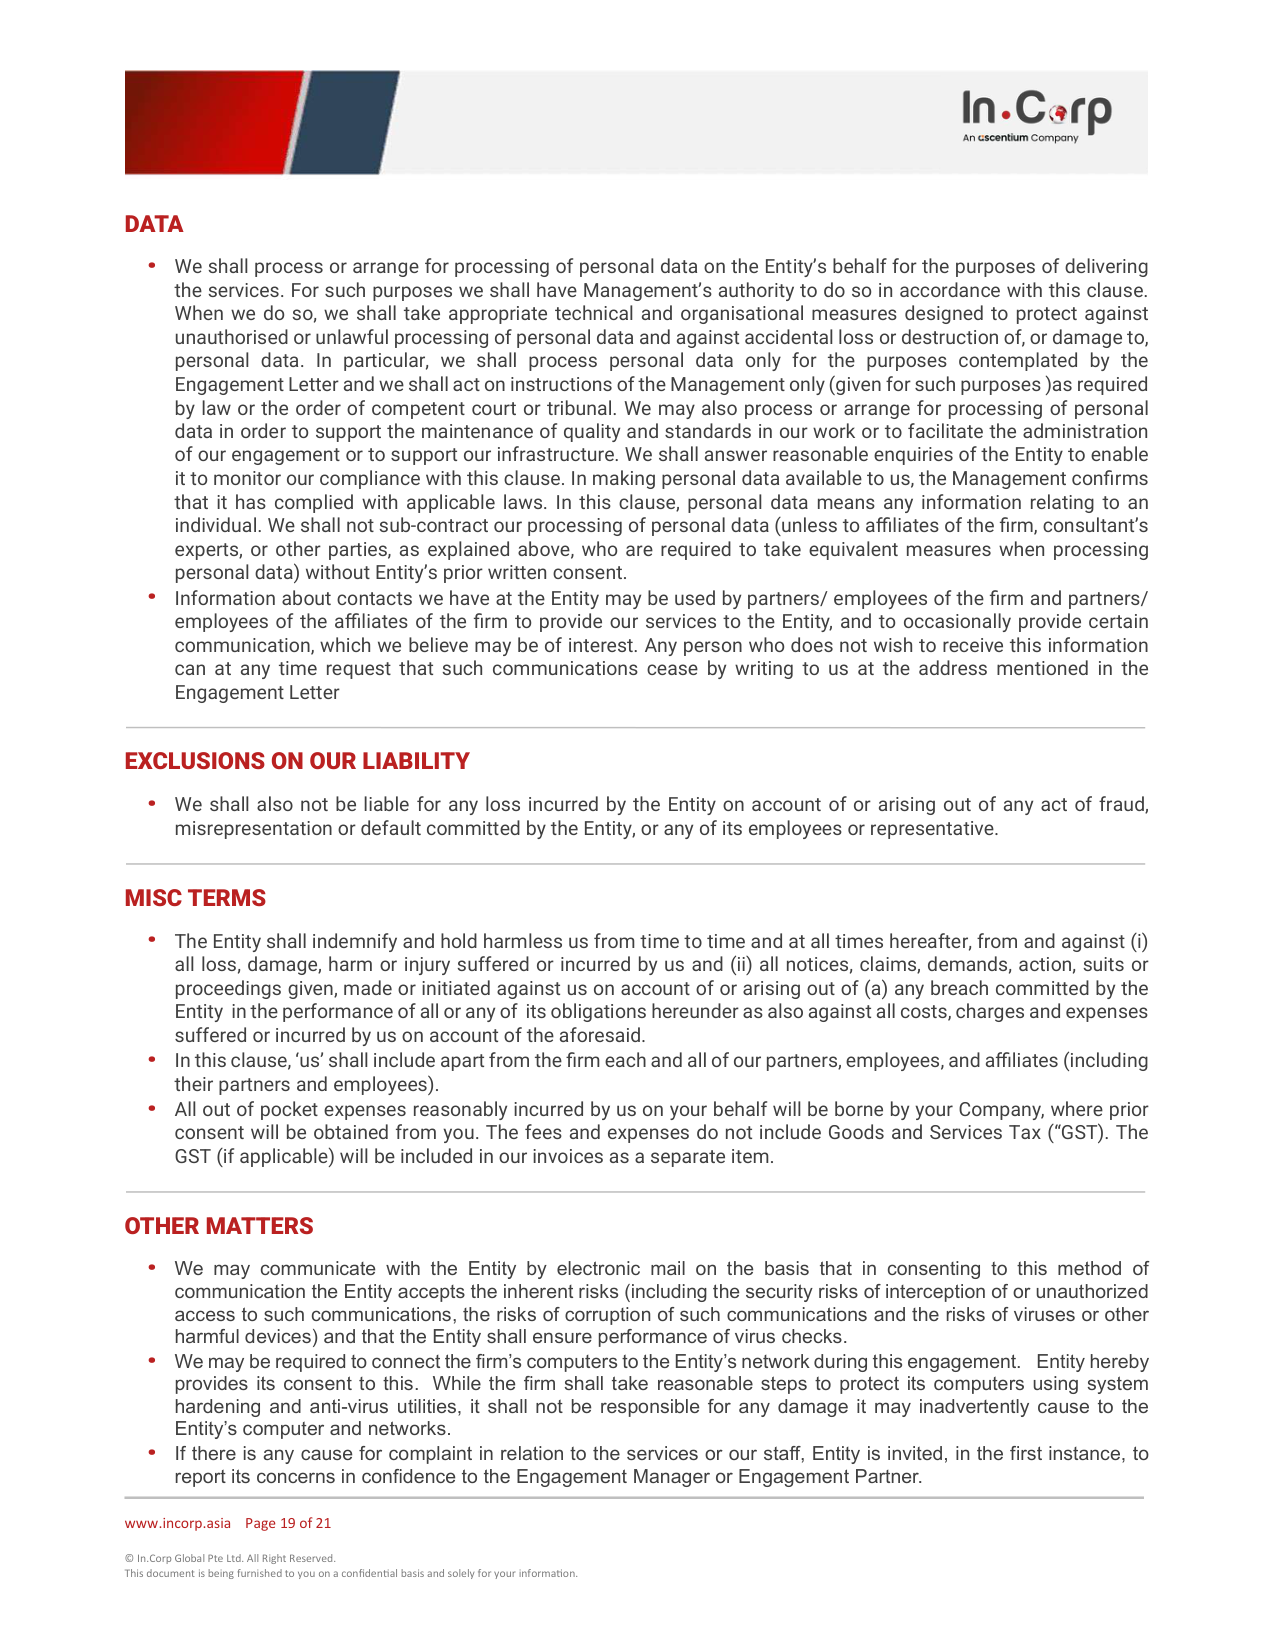 In.Corp
An ascentium Company
DATA
• We shall process or arrange for processing of personal data on the Entity’s behalf for the purposes of delivering
the services. For such purposes we shall have Management’s authority to do so in accordance with this clause.
When we do so, we shall take appropriate technical and organisational measures designed to protect against
unauthorised or unlawful processing of personal data and against accidental loss or destruction of, or damage to,
personal data. In particular, we shall process personal data only for the purposes contemplated by the
Engagement Letter and we shall act on instructions of the Management only (given for such purposes )as required
by law or the order of competent court or tribunal. We may also process or arrange for processing of personal
data in order to support the maintenance of quality and standards in our work or to facilitate the administration
of our engagement or to support our infrastructure. We shall answer reasonable enquiries of the Entity to enable
it to monitor our compliance with this clause. In making personal data available to us, the Management confirms
that it has complied with applicable laws. In this clause, personal data means any information relating to an
individual. We shall not sub-contract our processing of personal data (unless to affiliates of the firm, consultant’s
experts, or other parties, as explained above, who are required to take equivalent measures when processing
personal data) without Entity’s prior written consent.
• Information about contacts we have at the Entity may be used by partners/ employees of the firm and partners/
employees of the affiliates of the firm to provide our services to the Entity, and to occasionally provide certain
communication, which we believe may be of interest. Any person who does not wish to receive this information
can at any time request that such communications cease by writing to us at the address mentioned in the
Engagement Letter
EXCLUSIONS ON OUR LIABILITY
• We shall also not be liable for any loss incurred by the Entity on account of or arising out of any act of fraud,
misrepresentation or default committed by the Entity, or any of its employees or representative.
MISC TERMS
• The Entity shall indemnify and hold harmless us from time to time and at all times hereafter, from and against (i)
all loss, damage, harm or injury suffered or incurred by us and (ii) all notices, claims, demands, action, suits or
proceedings given, made or initiated against us on account of or arising out of (a) any breach committed by the
Entity in the performance of all or any of its obligations hereunder as also against all costs, charges and expenses
suffered or incurred by us on account of the aforesaid.
• In this clause, ‘us’ shall include apart from the firm each and all of our partners, employees, and affiliates (including
their partners and employees).
• All out of pocket expenses reasonably incurred by us on your behalf will be borne by your Company, where prior
consent will be obtained from you. The fees and expenses do not include Goods and Services Tax (“GST). The
GST (if applicable) will be included in our invoices as a separate item.
OTHER MATTERS
• We may communicate with the Entity by electronic mail on the basis that in consenting to this method of
communication the Entity accepts the inherent risks (including the security risks of interception of or unauthorized
access to such communications, the risks of corruption of such communications and the risks of viruses or other
harmful devices) and that the Entity shall ensure performance of virus checks.
• We may be required to connect the firm’s computers to the Entity’s network during this engagement. Entity hereby
provides its consent to this. While the firm shall take reasonable steps to protect its computers using system
hardening and anti-virus utilities, it shall not be responsible for any damage it may inadvertently cause to the
Entity’s computer and networks.
• If there is any cause for complaint in relation to the services or our staff, Entity is invited, in the first instance, to
report its concerns in confidence to the Engagement Manager or Engagement Partner.
www.incorp.asia Page 19 of 21
© In.Corp Global Pte Ltd. All Right Reserved.
This document is being furnished to you on a confidential basis and solely for your information.